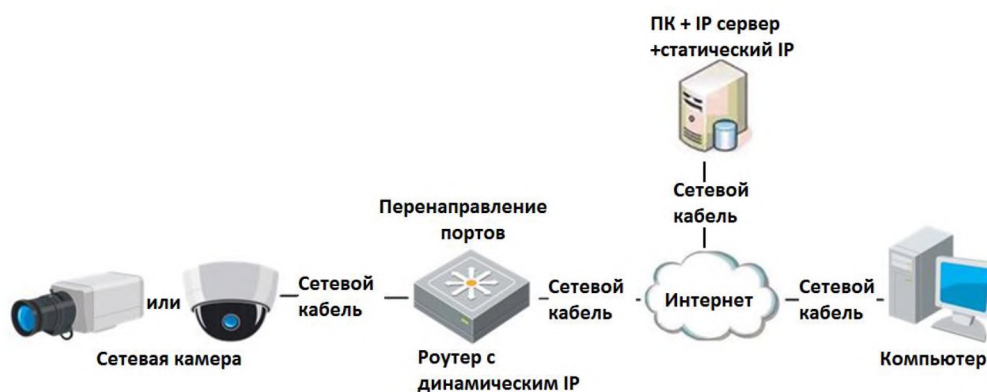 ПК + IP сервер
+статический IP
Сетевой
кабель
Перенаправление
портов
или
Сетевой
кабель
Сетевой
кабель
Интернет
Сетевой
кабель
Сетевая камера
Роутер с
динамическим IP
Компьютер